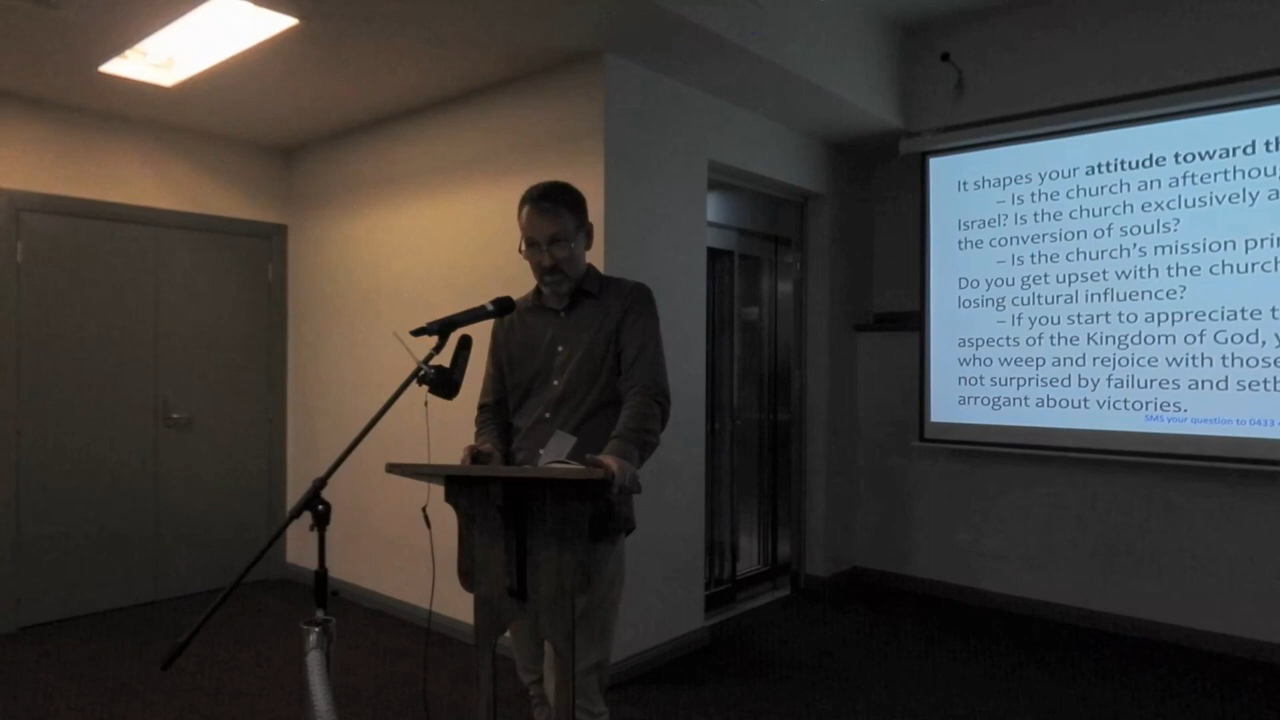 It shapes your attitude toward th
– Is the church an afterthoug
Israel? Is the church exclusively a
the conversion of souls?
– Is the church's mission pri
Do you get upset with the church
losing cultural influence?
– If you start to appreciate t
aspects of the Kingdom of God, y
who weep and rejoice with those
not surprised by failures and setb
arrogant about victories.
SMS your question to 0433